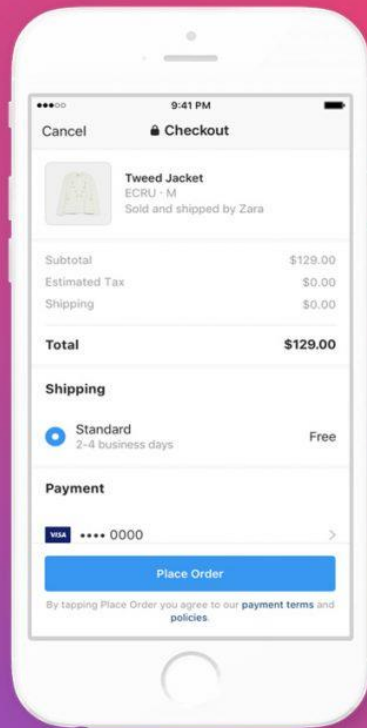 9:41 PM
Cancel Checkout
Tweed Jacket
ECRU · M
Sold and shipped by Zara
Subtotal $129.00
Estimated Tax $0.00
Shipping $0.00
Total $129.00
Shipping
Standard Free
2-4 business days
Payment
VISA •••• 0000
Place Order
By tapping Place Order you agree to our payment terms and
policies.